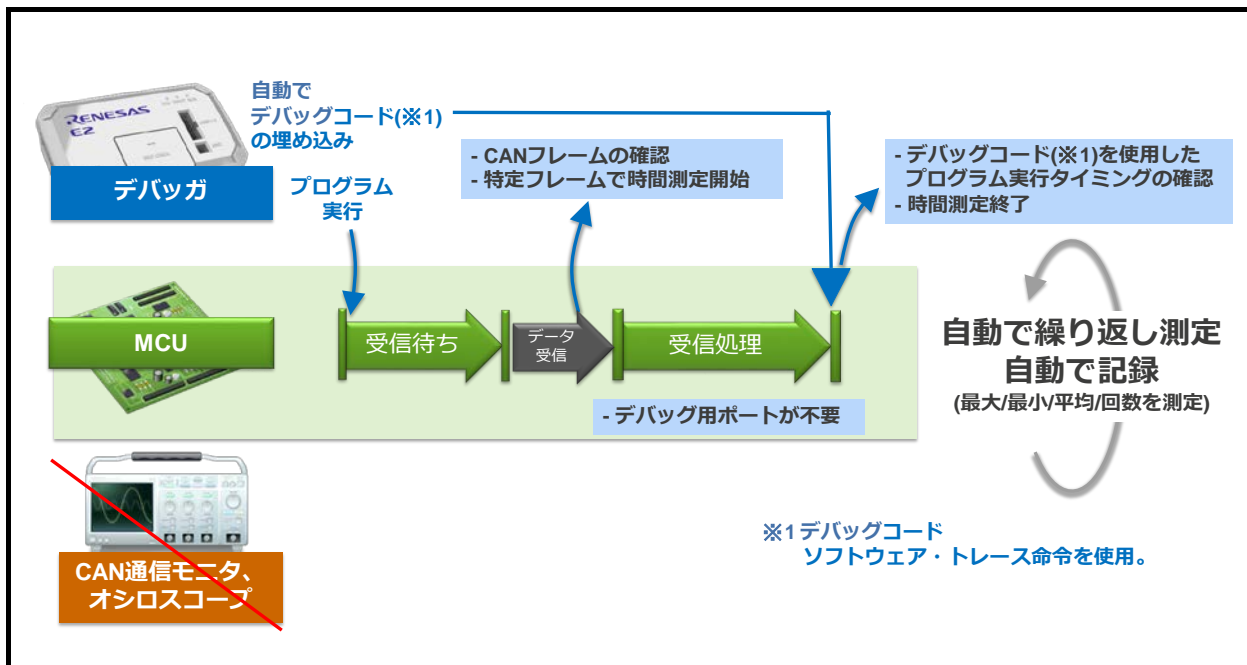 RENESAS
E2
自動で
デバッグコード(※1)
の埋め込み
デバッガ
プログラム
実行
- CANフレームの確認
- 特定フレームで時間測定開始
- デバッグコード(※1)を使用した
プログラム実行タイミングの確認
- 時間測定終了
MCU
受信待ち
データ
受信
受信処理
- デバッグ用ポートが不要
自動で繰り返し測定
自動で記録
(最大/最小/平均/回数を測定)
CAN通信モニタ、
オシロスコープ
※1デバッグコード
ソフトウェア・トレース命令を使用。